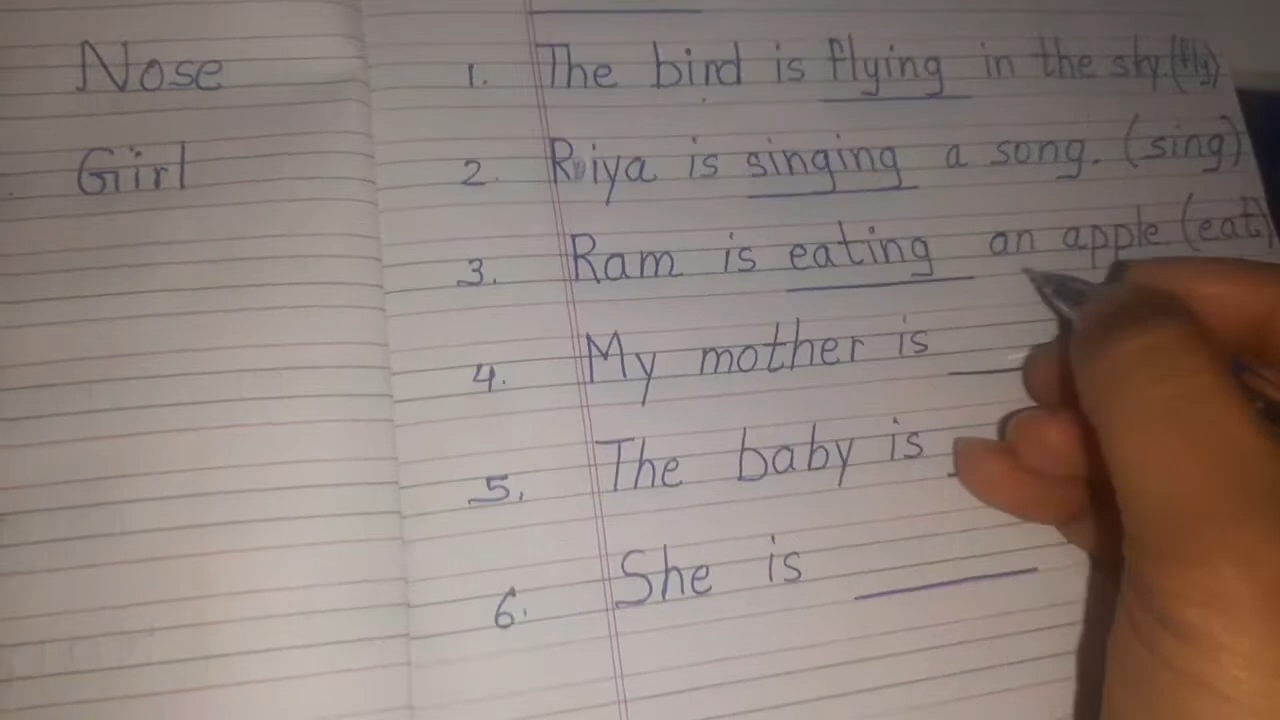 Nose
Girl
1. The bird is flying in the sky.(fly)
2. Riya is singing a song. (sing)
3. Ram is eating an apple (eat)
4. My mother is
5. The baby is
6. She is